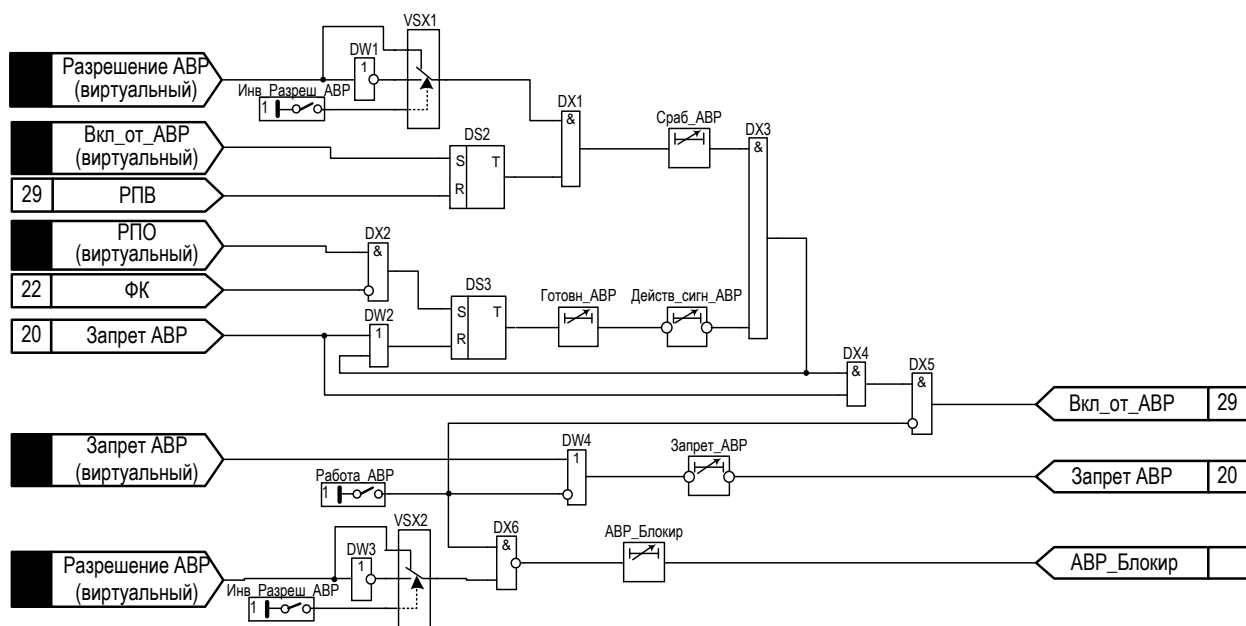 VSX1
DW1
Разрешение АВР
(виртуальный)
1
Инв_Разреш_АВР
1
DX1
&
Сраб_АВР
DX3
&
Вкл_от_АВР
(виртуальный)
DS2
S T
R
29 РПВ
РПО
(виртуальный)
DX2
&
22 ФК
DS3
S T
R
Готовн_АВР
Действ_сигн_АВР
20 Запрет АВР
DW2
1
DX4
&
DX5
&
Вкл_от_АВР 29
Запрет АВР
(виртуальный)
DW4
1
Запрет_АВР
Работа_АВР
1
Запрет АВР 20
VSX2
DX6
&
АВР_Блокир
DW3
1
Разрешение АВР
(виртуальный)
АВР_Блокир
Инв_Разреш_АВР
1